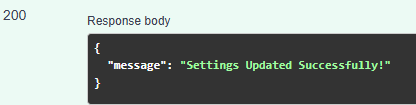 200
Response body
{
"message": "Settings Updated Successfully!"
}